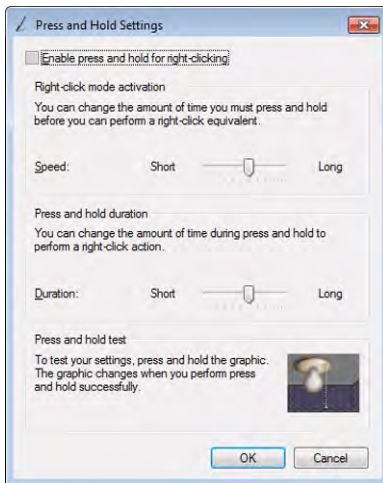 Press and Hold Settings
Enable press and hold for right-clicking
Right-click mode activation
You can change the amount of time you must press and hold
before you can perform a right-click equivalent.
Speed: Short Long
Press and hold duration
You can change the amount of time during press and hold to
perform a right-click action.
Duration: Short Long
Press and hold test
To test your settings, press and hold the graphic.
The graphic changes when you perform press
and hold successfully.
OK Cancel